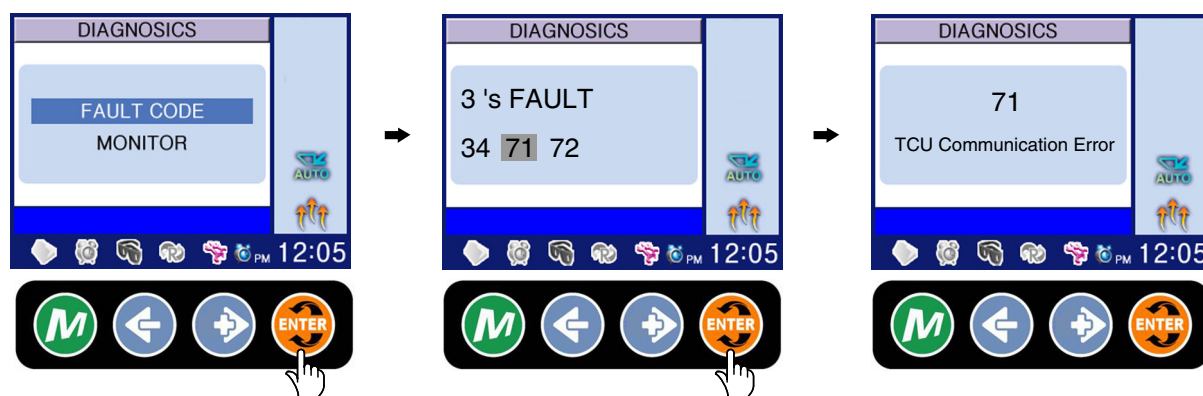 DIAGNOSICS
FAULT CODE
MONITOR
AUTO
PM 12:05
M
ENTER
DIAGNOSICS
3 's FAULT
34 71 72
AUTO
PM 12:05
M
ENTER
DIAGNOSICS
71
TCU Communication Error
AUTO
PM 12:05
M
ENTER